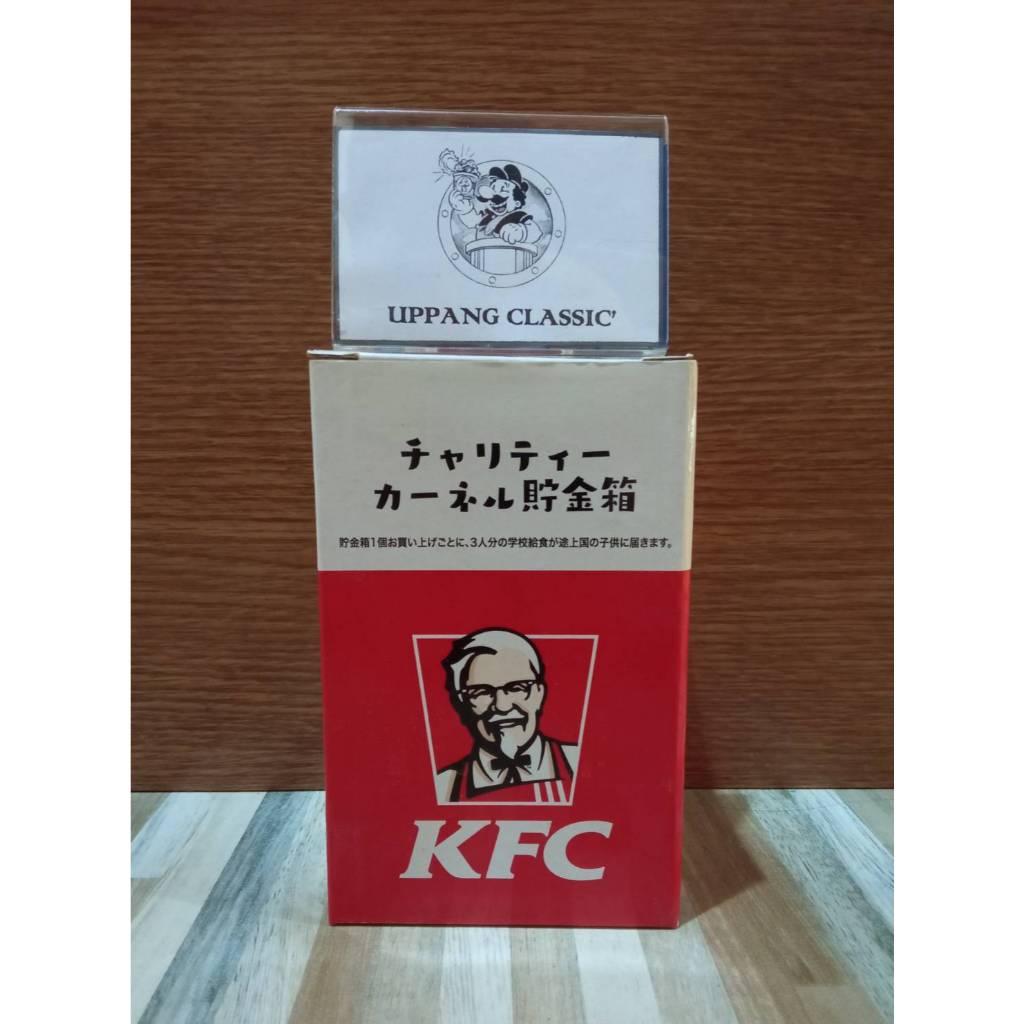 UPPANG CLASSIC'
チャリティー
カーネル貯金箱
貯金箱1個お買い上げごとに、3人分の学校給食が途上国の子供に届きます。
KFC